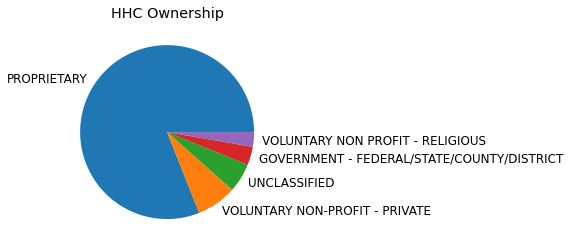 HHC Ownership
PROPRIETARY
VOLUNTARY NON PROFIT - RELIGIOUS
GOVERNMENT - FEDERAL/STATE/COUNTY/DISTRICT
UNCLASSIFIED
VOLUNTARY NON-PROFIT - PRIVATE